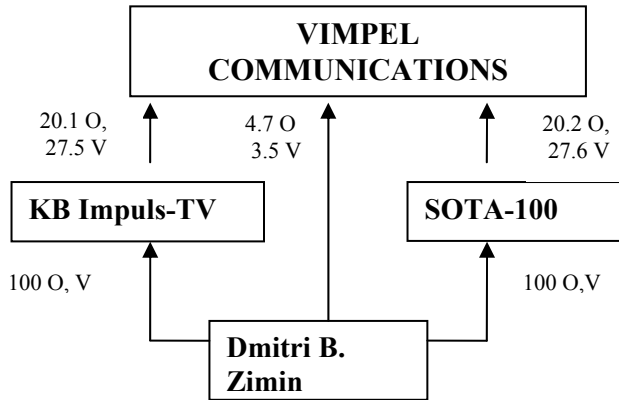 VIMPEL
COMMUNICATIONS
20.1 O,
27.5 V
4.7 O
3.5 V
20.2 O,
27.6 V
KB Impuls-TV
SOTA-100
100 O, V
100 O,V
Dmitri B.
Zimin